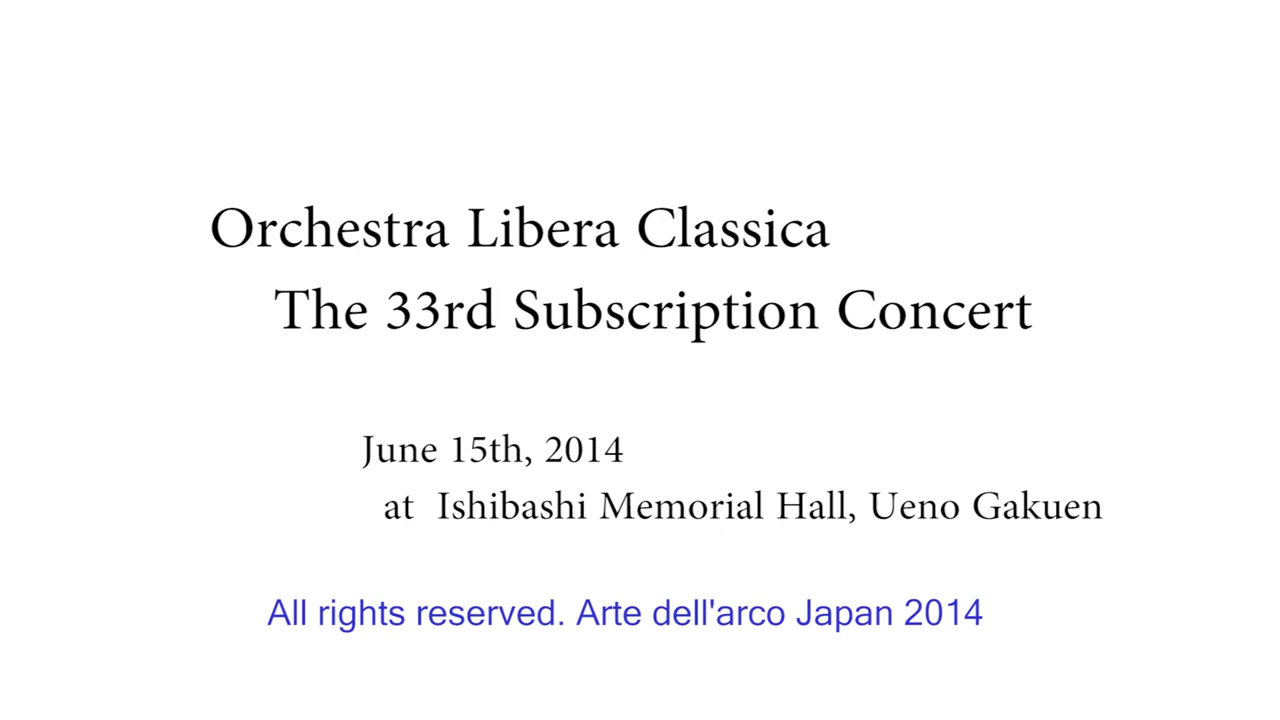 Orchestra Libera Classica
The 33rd Subscription Concert
June 15th, 2014
at Ishibashi Memorial Hall, Ueno Gakuen
All rights reserved. Arte dell'arco Japan 2014